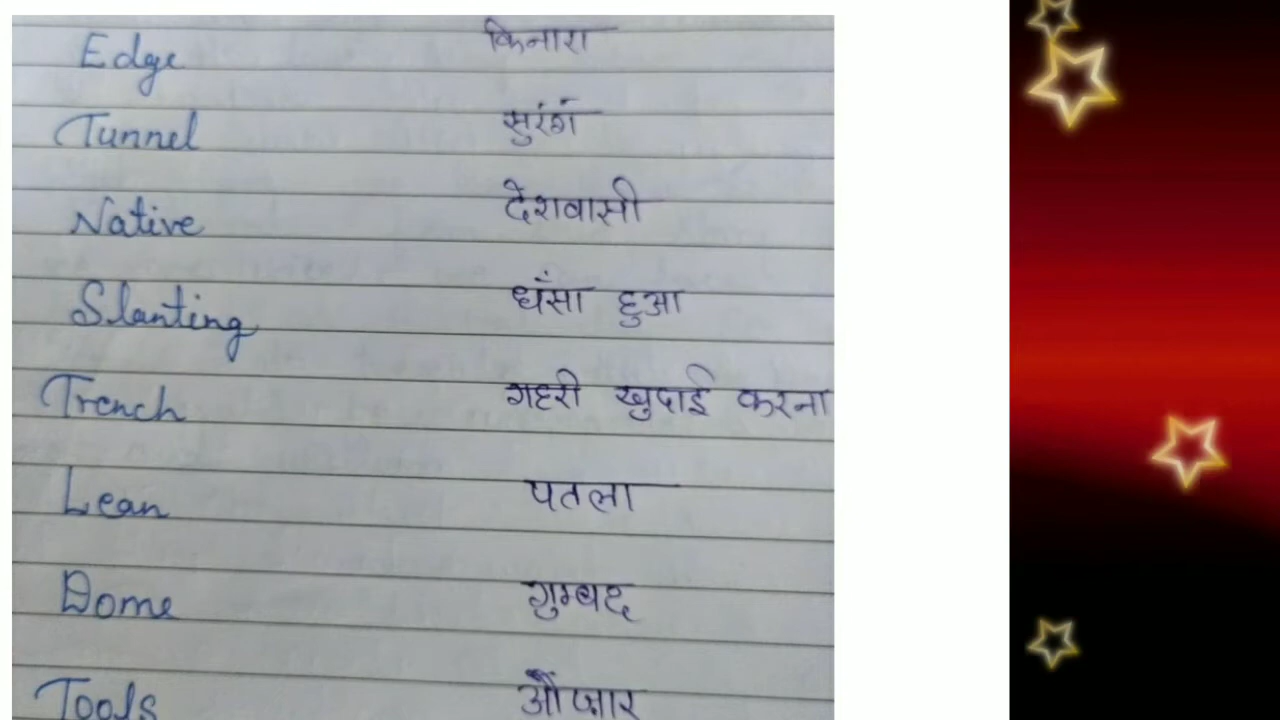 Edge किनारा
Tunnel सुरंग
Native देशवासी
Slanting धँसा हुआ
Trench गहरी खुदाई करना
Lean पतला
Dome गुम्बद
Tools औज़ार